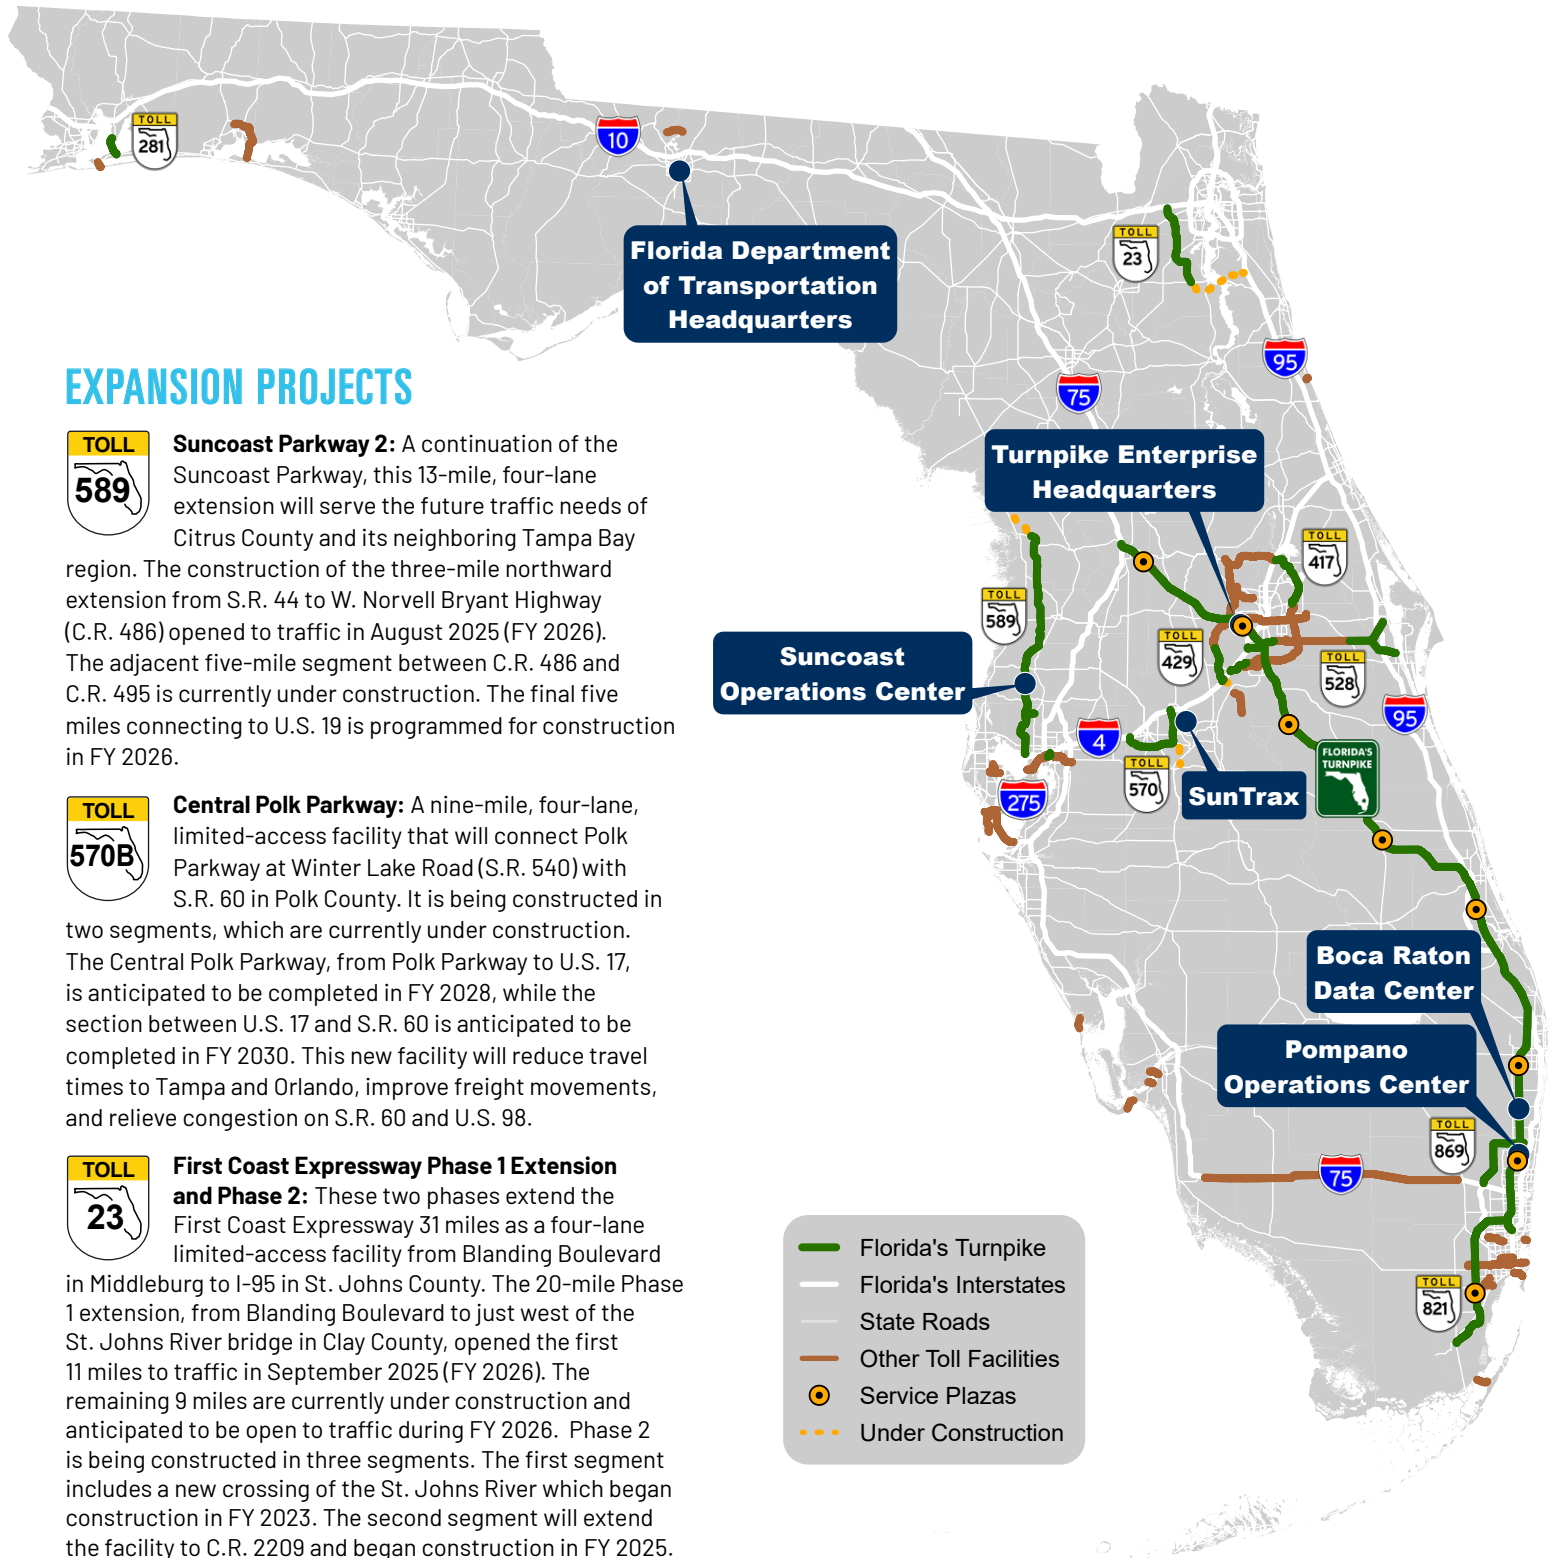 TOLL
281
10
Florida Department
of Transportation
Headquarters
TOLL
23
95
75
EXPANSION PROJECTS
TOLL
589
Suncoast Parkway 2: A continuation of the
Suncoast Parkway, this 13-mile, four-lane
extension will serve the future traffic needs of
Citrus County and its neighboring Tampa Bay
region. The construction of the three-mile northward
extension from S.R. 44 to W. Norvell Bryant Highway
(C.R. 486) opened to traffic in August 2025 (FY 2026).
The adjacent five-mile segment between C.R. 486 and
C.R. 495 is currently under construction. The final five
miles connecting to U.S. 19 is programmed for construction
in FY 2026.
TOLL
570B
Central Polk Parkway: A nine-mile, four-lane,
limited-access facility that will connect Polk
Parkway at Winter Lake Road (S.R. 540) with
S.R. 60 in Polk County. It is being constructed in
two segments, which are currently under construction.
The Central Polk Parkway, from Polk Parkway to U.S. 17,
is anticipated to be completed in FY 2028, while the
section between U.S. 17 and S.R. 60 is anticipated to be
completed in FY 2030. This new facility will reduce travel
times to Tampa and Orlando, improve freight movements,
and relieve congestion on S.R. 60 and U.S. 98.
TOLL
23
First Coast Expressway Phase 1 Extension
and Phase 2: These two phases extend the
First Coast Expressway 31 miles as a four-lane
limited-access facility from Blanding Boulevard
in Middleburg to I-95 in St. Johns County. The 20-mile Phase
1 extension, from Blanding Boulevard to just west of the
St. Johns River bridge in Clay County, opened the first
11 miles to traffic in September 2025 (FY 2026). The
remaining 9 miles are currently under construction and
anticipated to be open to traffic during FY 2026.  Phase 2
is being constructed in three segments. The first segment
includes a new crossing of the St. Johns River which began
construction in FY 2023. The second segment will extend
the facility to C.R. 2209 and began construction in FY 2025.
Turnpike Enterprise
Headquarters
TOLL
417
TOLL
589
TOLL
429
Suncoast
Operations Center
TOLL
528
95
4
FLORIDA'S
TURNPIKE
TOLL
570
SunTrax
275
Boca Raton
Data Center
Pompano
Operations Center
TOLL
869
75
TOLL
821
Florida's Turnpike
Florida's Interstates
State Roads
Other Toll Facilities
Service Plazas
Under Construction